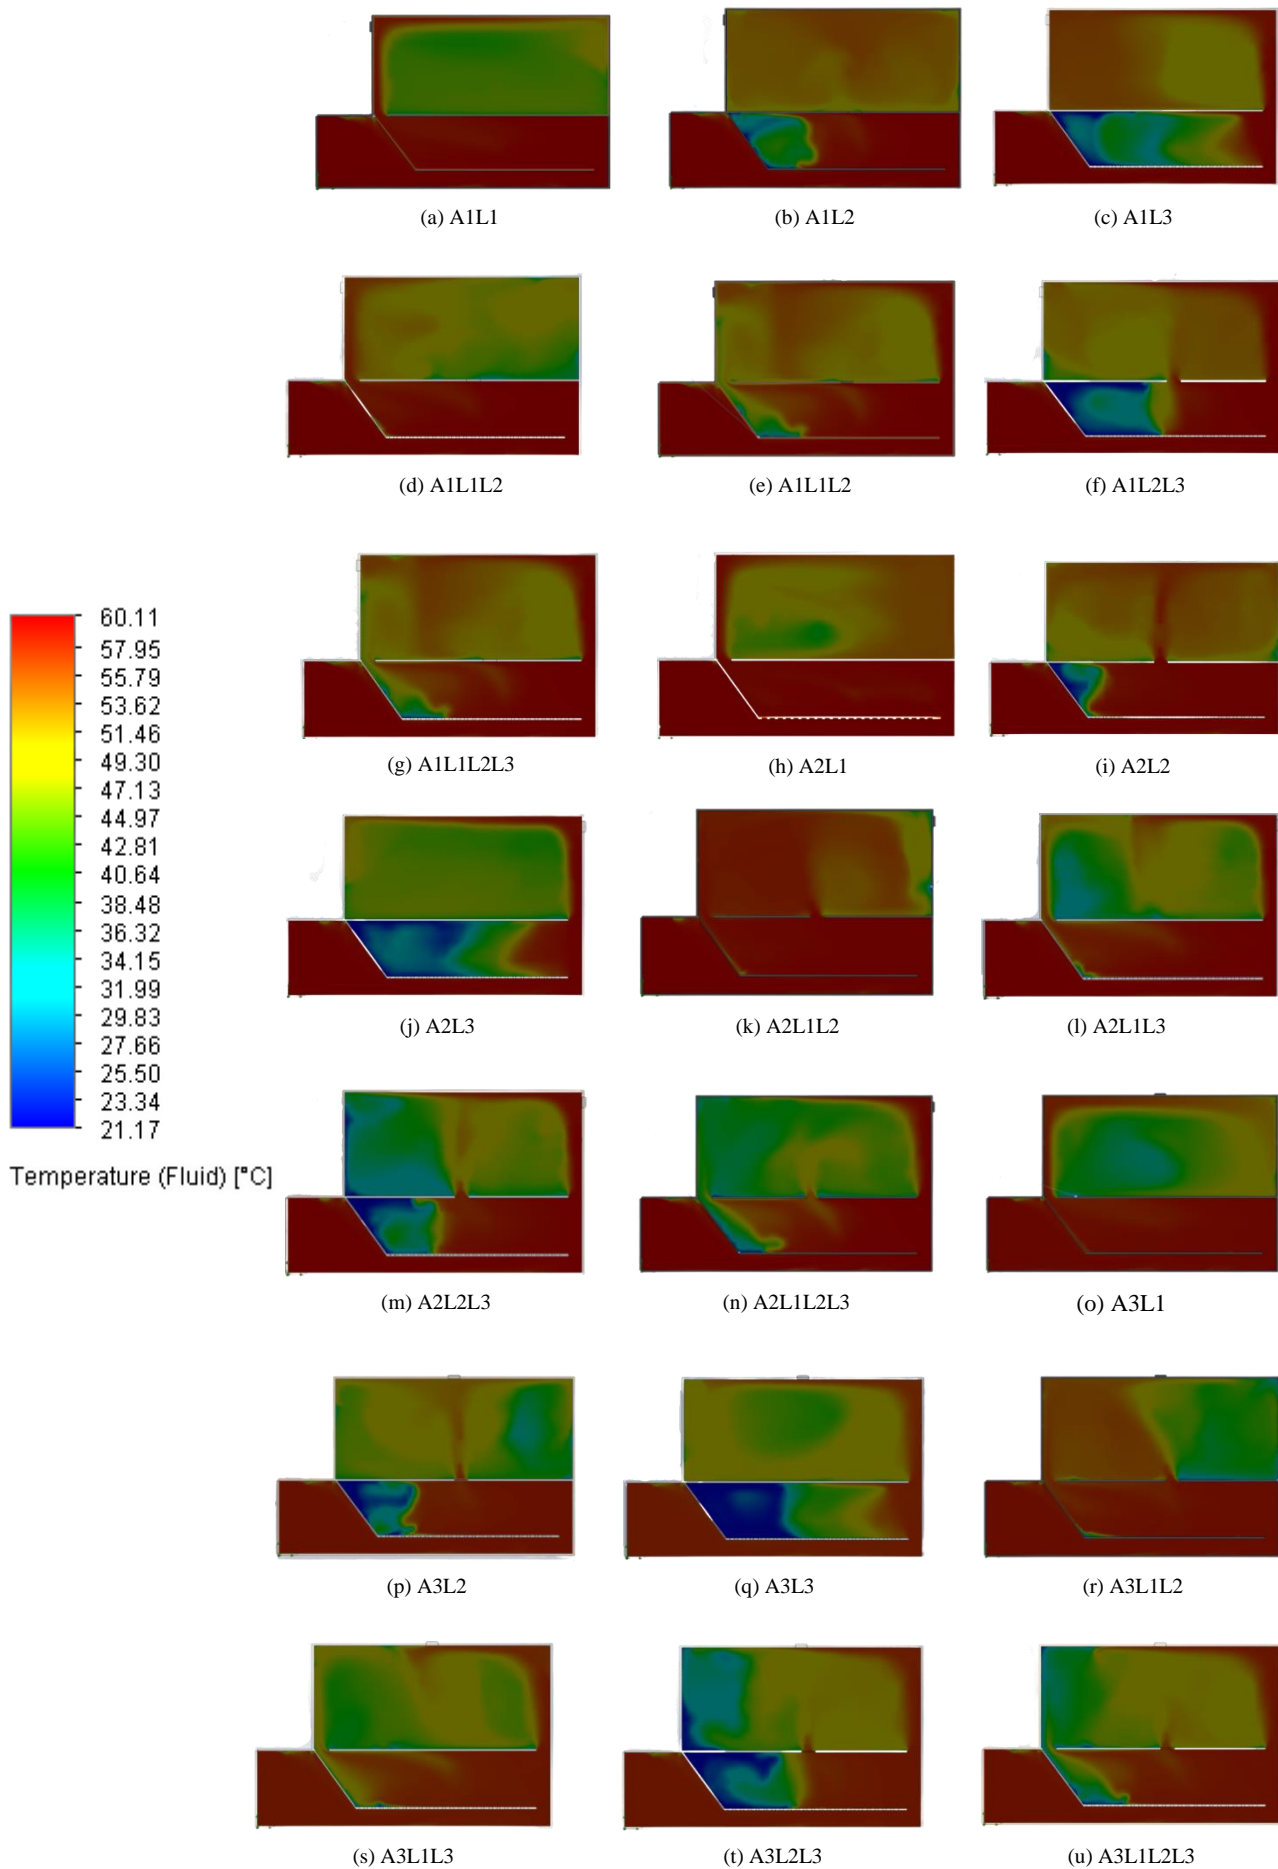 (a) A1L1
(b) A1L2
(c) A1L3
(d) A1L1L2
(e) A1L1L2
(f) A1L2L3
(g) A1L1L2L3
(h) A2L1
(i) A2L2
60.11
57.95
55.79
53.62
51.46
49.30
47.13
44.97
42.81
40.64
38.48
36.32
34.15
31.99
29.83
27.66
25.50
23.34
21.17
Temperature (Fluid) [°C]
(j) A2L3
(k) A2L1L2
(l) A2L1L3
(m) A2L2L3
(n) A2L1L2L3
(o) A3L1
(p) A3L2
(q) A3L3
(r) A3L1L2
(s) A3L1L3
(t) A3L2L3
(u) A3L1L2L3